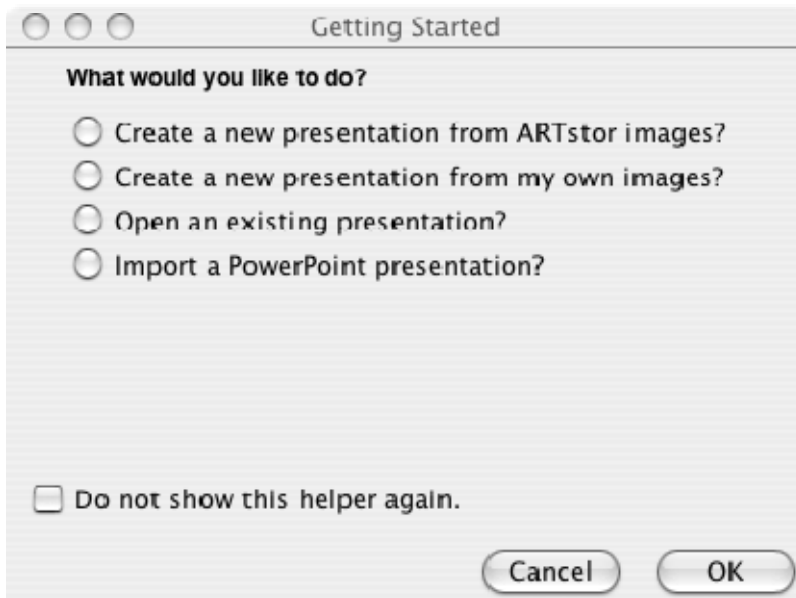 Getting Started
What would you like to do?
Create a new presentation from ARTstor images?
Create a new presentation from my own images?
Open an existing presentation?
Import a PowerPoint presentation?
Do not show this helper again.
Cancel OK